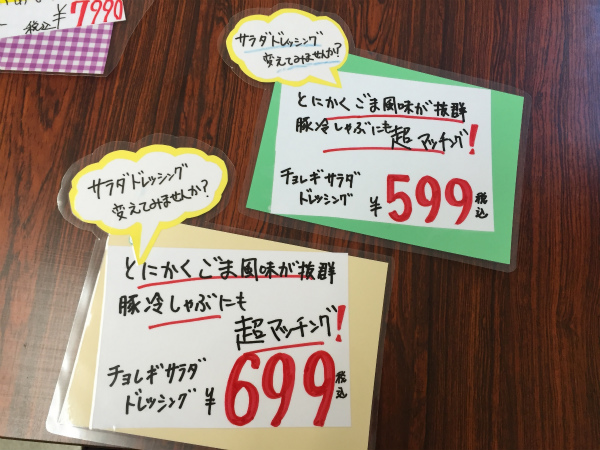 ¥7990
税込
サラダドレッシング
変えてみませんか?
とにかくごま風味が抜群
豚冷しゃぶにも超マッチング!
チョレギサラダ
ドレッシング ¥599 税込
サラダドレッシング
変えてみませんか?
とにかくごま風味が抜群
豚冷しゃぶにも
超マッチング!
チョレギサラダ
ドレッシング ¥699 税込